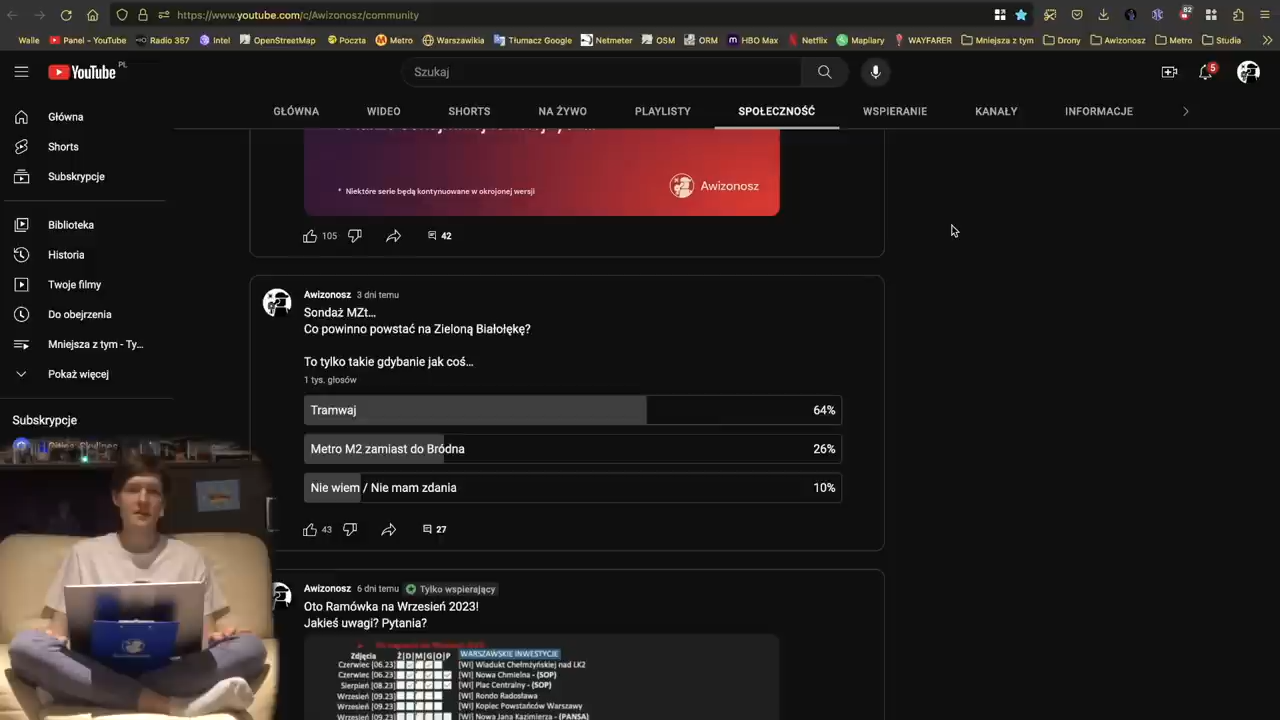 https://www.youtube.com/c/Awizonosz/community
82
Walle
Panel - YouTube
Radio 357
Intel
OpenStreetMap
Poczta
Metro
Warszawikia
Tłumacz Google
Netmeter
OSM
ORM
HBO Max
Netflix
Mapilary
WAYFARER
Mniejsza z tym
Drony
Awizonosz
Metro
Studia
YouTube PL
Szukaj
5
GŁÓWNA
WIDEO
SHORTS
NA ŻYWO
PLAYLISTY
SPOŁECZNOŚĆ
WSPIERANIE
KANAŁY
INFORMACJE
Główna
Shorts
Subskrypcje
Biblioteka
Historia
Twoje filmy
Do obejrzenia
Mniejsza z tym - Ty...
Pokaż więcej
Subskrypcje
* Niektóre serie będą kontynuowane w okrojonej wersji
Awizonosz
105
42
Awizonosz 3 dni temu
Sondaż MZt...
Co powinno powstać na Zieloną Białołękę?
To tylko takie gdybanie jak coś...
1 tys. głosów
Tramwaj 64%
Metro M2 zamiast do Bródna 26%
Nie wiem / Nie mam zdania 10%
43
27
Awizonosz 6 dni temu Tylko wspierający
Oto Ramówka na Wrzesień 2023!
Jakieś uwagi? Pytania?
Zdjęcia Z|D|M|G|O|P WARSZAWSKIE INWESTYCJE
Czerwiec [06.23] [WI] Wiadukt Chełmżyńskiej nad LK2
Czerwiec [06.23] [WI] Nowa Chmielna - (SOP)
Sierpień [08.23] [WI] Plac Centralny - (SOP)
Wrzesień [09.23] [WI] Rondo Radosława
Wrzesień [09.23] [WI] Kopiec Powstańców Warszawy
Wrzesień [09.23] [WI] Nowa Jana Kazimierza - (PANSA)